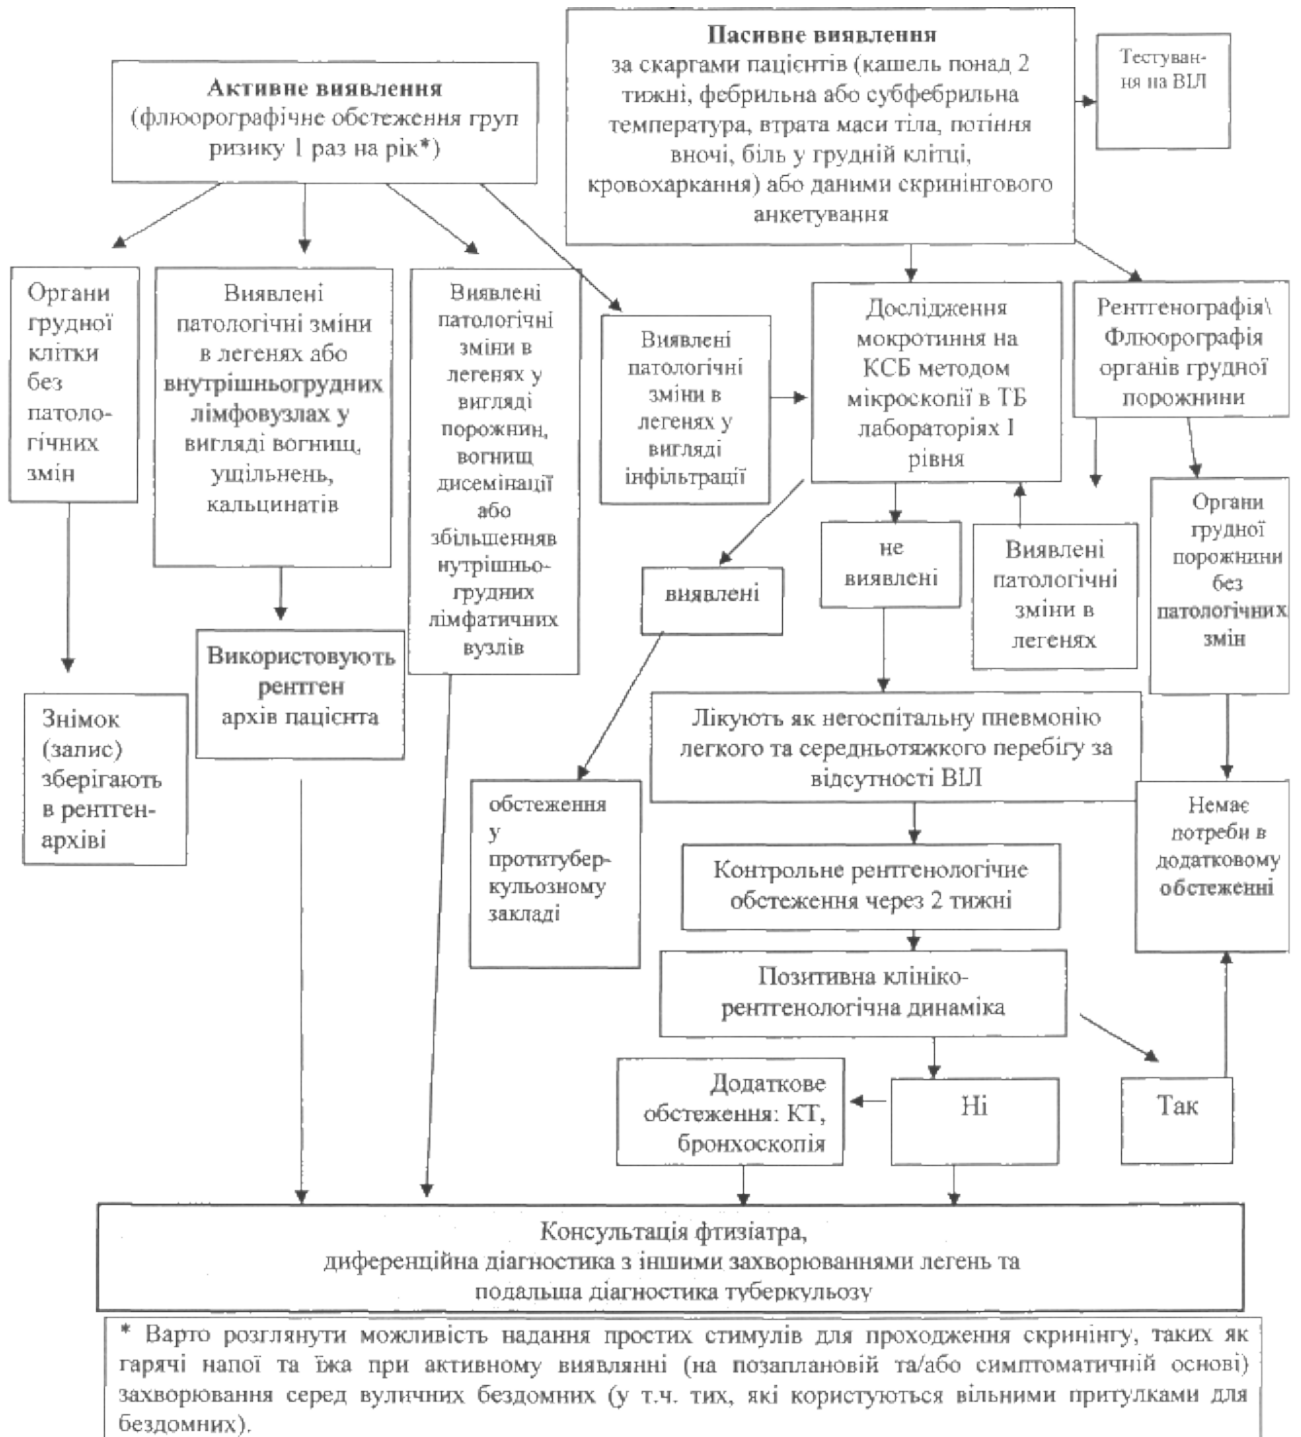 Активне виявлення
(флюорографічне обстеження груп
ризику 1 раз на рік*)
Пасивне виявлення
за скаргами пацієнтів (кашель понад 2
тижні, фебрильна або субфебрильна
температура, втрата маси тіла, потіння
вночі, біль у грудній клітці,
кровохаркання) або даними скринінгового
анкетування
Тестуван-
ня на ВІЛ
Органи
грудної
клітки
без
патоло-
гічних
змін
Виявлені
патологічні зміни
в легенях або
внутрішньогрудних
лімфовузлах у
вигляді вогнищ,
ущільнень,
кальцинатів
Виявлені
патологічні
зміни в
легенях у
вигляді
порожнин,
вогнищ
дисемінації
або
збільшенняв
нутрішньо-
грудних
лімфатичних
вузлів
Виявлені
патологічні
зміни в
легенях у
вигляді
інфільтрації
Дослідження
мокротиння на
КСБ методом
мікроскопії в ТБ
лабораторіях І
рівня
Рентгенографія\
Флюорографія
органів грудної
порожнини
виявлені
не
виявлені
Виявлені
патологічні
зміни в
легенях
Органи
грудної
порожнини
без
патологічних
змін
Використовують
рентген
архів пацієнта
Знімок
(запис)
зберігають
в рентген-
архіві
Лікують як негоспітальну пневмонію
легкого та середньотяжкого перебігу за
відсутності ВІЛ
обстеження
у
протитубер-
кульозному
закладі
Немає
потреби в
додатковому
обстеженні
Контрольне рентгенологічне
обстеження через 2 тижні
Позитивна клініко-
рентгенологічна динаміка
Додаткове
обстеження: КТ,
бронхоскопія
Ні
Так
Консультація фтизіатра,
диференційна діагностика з іншими захворюваннями легень та
подальша діагностика туберкульозу
* Варто розглянути можливість надання простих стимулів для проходження скринінгу, таких як
гарячі напої та їжа при активному виявлянні (на позаплановій та/або симптоматичній основі)
захворювання серед вуличних бездомних (у т.ч. тих, які користуються вільними притулками для
бездомних).